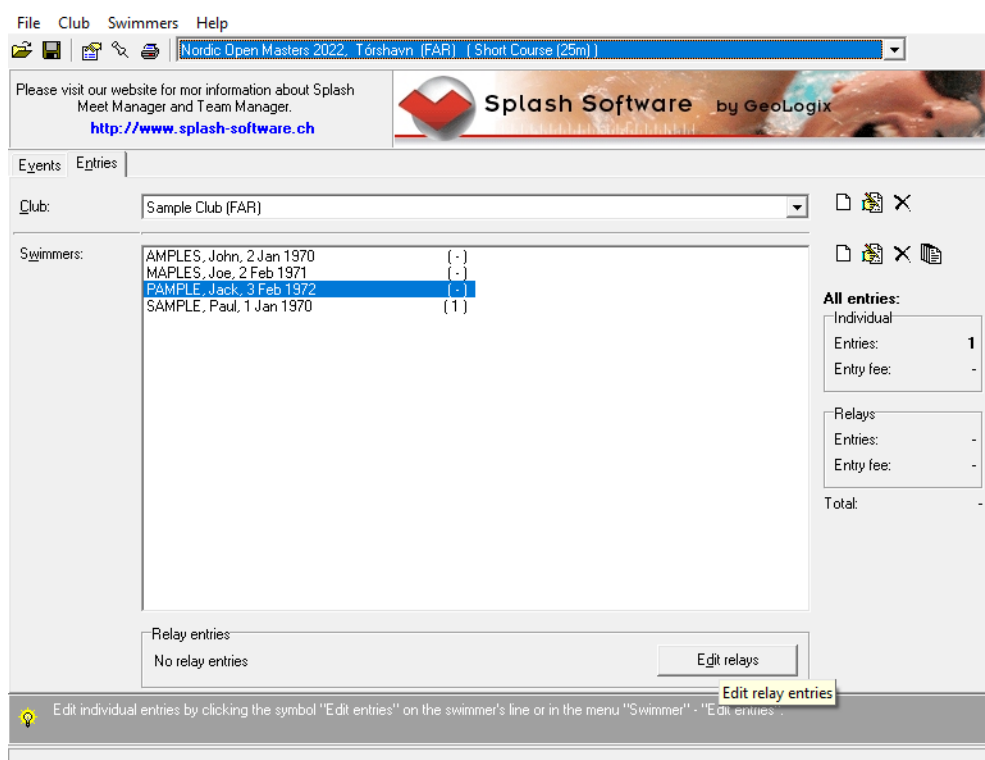 File Club Swimmers Help
Nordic Open Masters 2022, Tórshavn (FAR) ( Short Course (25m) )
Please visit our website for mor information about Splash
Meet Manager and Team Manager.
http://www.splash-software.ch
Splash Software by GeoLogix
Events Entries
Club: Sample Club (FAR)
Swimmers:
AMPLES, John, 2 Jan 1970 ( - )
MAPLES, Joe, 2 Feb 1971 ( - )
PAMPLE, Jack, 3 Feb 1972 ( - )
SAMPLE, Paul, 1 Jan 1970 ( 1 )
All entries:
Individual
Entries: 1
Entry fee: -
Relays
Entries: -
Entry fee: -
Total: -
Relay entries
No relay entries
Edit relays
Edit relay entries
Edit individual entries by clicking the symbol "Edit entries" on the swimmer's line or in the menu "Swimmer" - "Edit entries".